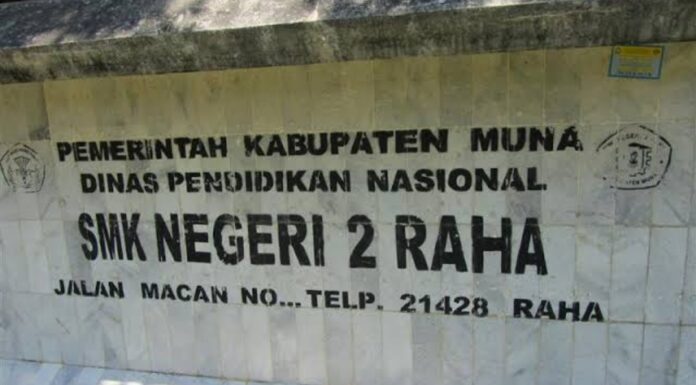 PEMERINTAH KABUPATEN MUNA
DINAS PENDIDIKAN NASIONAL
SMK NEGERI 2 RAHA
JALAN MACAN NO... TELP. 21428 RAHA